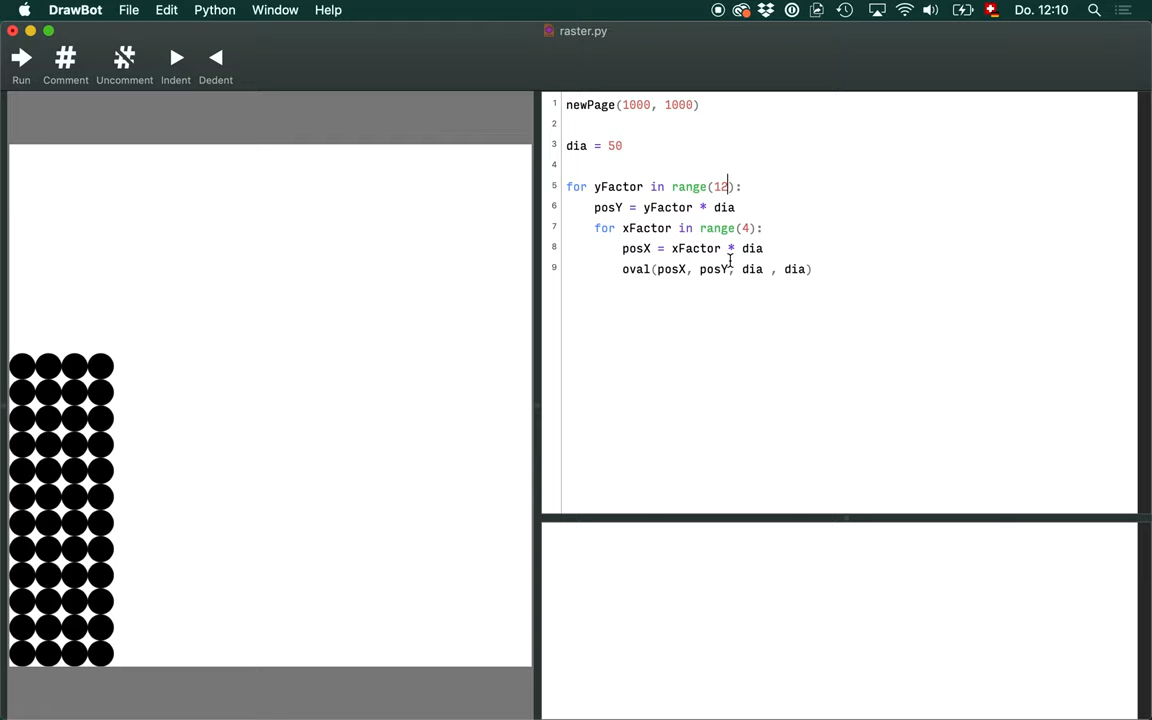 DrawBot File Edit Python Window Help Do. 12:10
raster.py
Run Comment Uncomment Indent Dedent
1 newPage(1000, 1000)
2
3 dia = 50
4
5 for yFactor in range(12):
6 posY = yFactor * dia
7 for xFactor in range(4):
8 posX = xFactor * dia
9 oval(posX, posY, dia , dia)